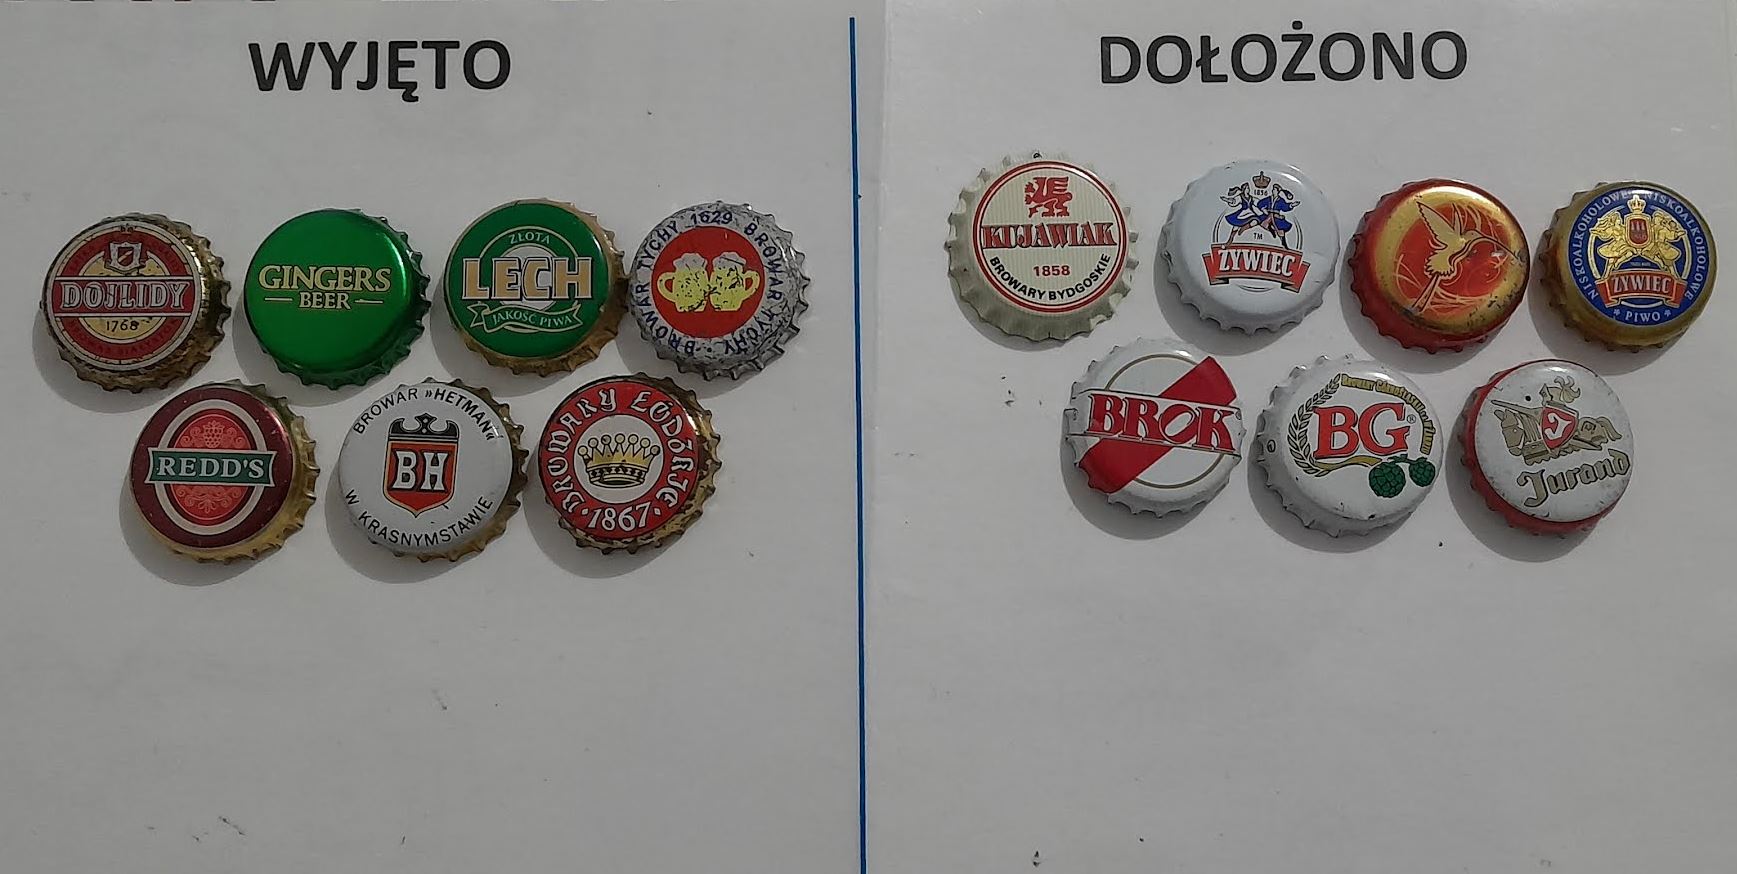 WYJĘTO
DOŁOŻONO
DOJLIDY
1768
GINGERS
BEER
ZŁOTA
LECH
JAKOŚĆ PIWA
1629 BROWAR TYCHY BROWAR TYCHY
REDD'S
BROWAR »HETMAN«
BH
W KRASNYMSTAWIE
BROWARY ŁÓDZKIE
1867
KUJAWIAK
1858
BROWARY BYDGOSKIE
1856
TM
ŻYWIEC
NISKOALKOHOLOWE NISKOALKOHOLOWE
ŻYWIEC
* PIWO *
BROK
BG®
Jurand